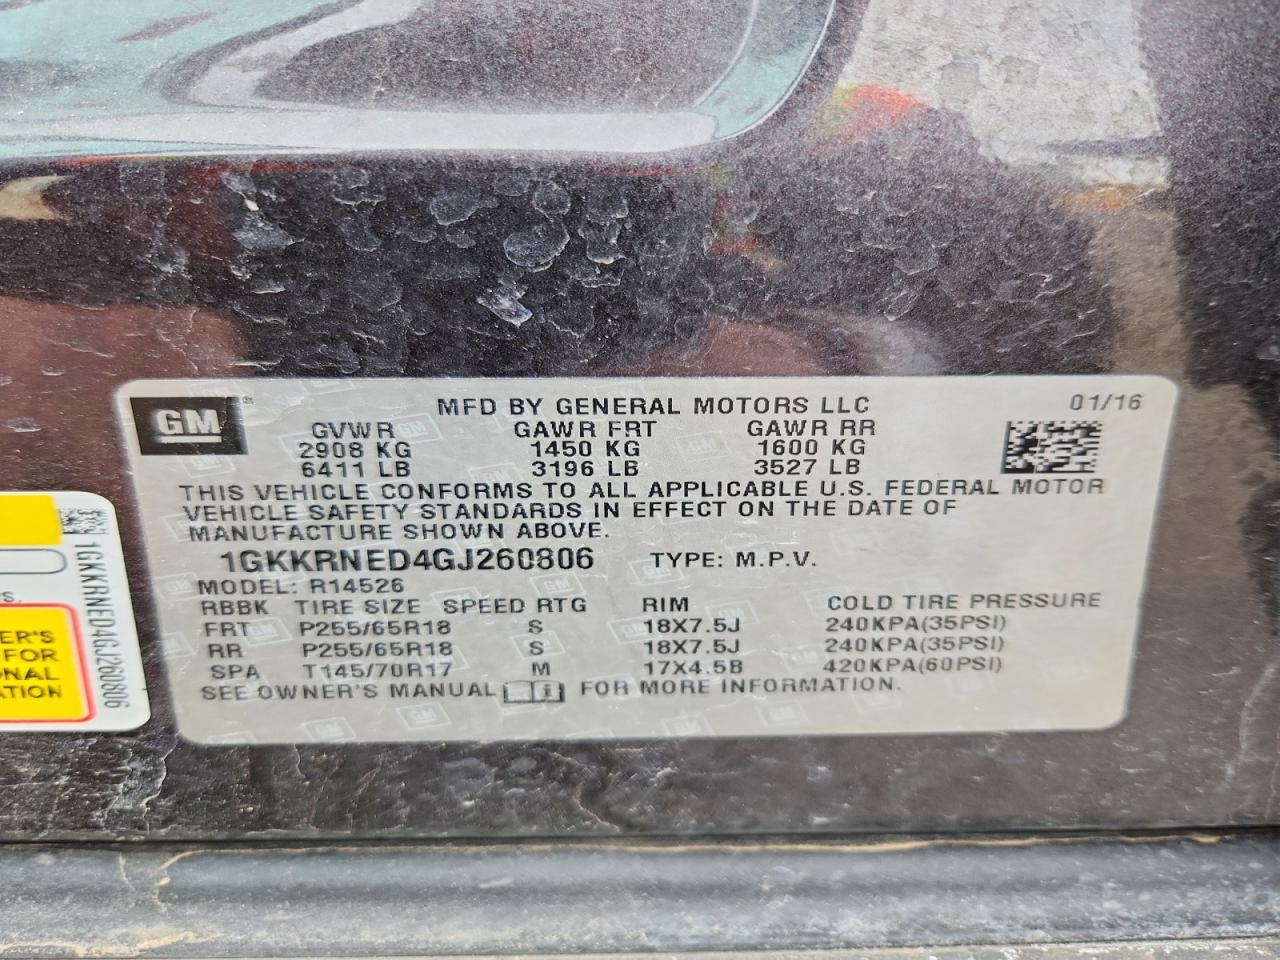 GM
MFD BY GENERAL MOTORS LLC
01/16
GVWR GAWR FRT GAWR RR
2908 KG 1450 KG 1600 KG
6411 LB 3196 LB 3527 LB
THIS VEHICLE CONFORMS TO ALL APPLICABLE U.S. FEDERAL MOTOR
VEHICLE SAFETY STANDARDS IN EFFECT ON THE DATE OF
MANUFACTURE SHOWN ABOVE.
1GKKRNED4GJ260806 TYPE: M.P.V.
MODEL: R14526
RBBK TIRE SIZE SPEED RTG RIM COLD TIRE PRESSURE
FRT P255/65R18 S 18X7.5J 240KPA(35PSI)
RR P255/65R18 S 18X7.5J 240KPA(35PSI)
SPA T145/70R17 M 17X4.5B 420KPA(60PSI)
SEE OWNER'S MANUAL FOR MORE INFORMATION.
1GKKRNED4GJ260806
ER'S
FOR
NAL
ATION